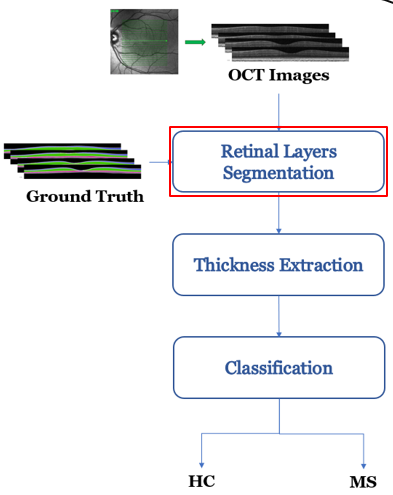 OCT Images
Retinal Layers
Segmentation
Ground Truth
Thickness Extraction
Classification
HC
MS